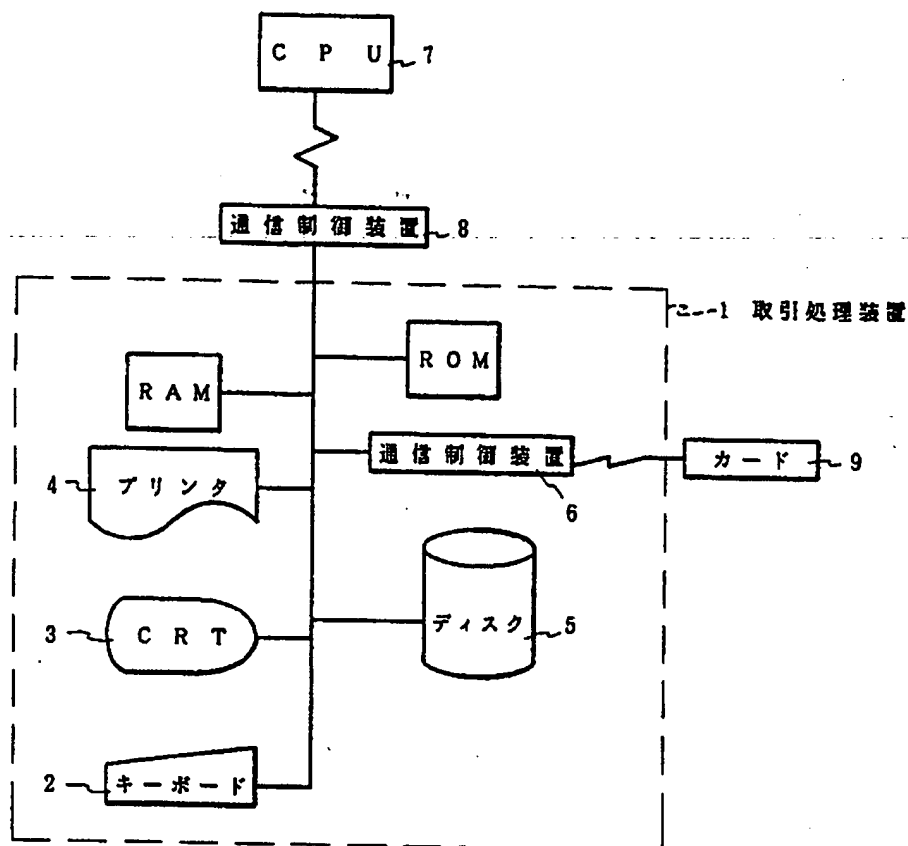 CPU
7
通信制御装置
8
1 取引処理装置
ROM
RAM
通信制御装置
6
カード
9
4
プリンタ
ディスク
5
3
CRT
2
キーボード